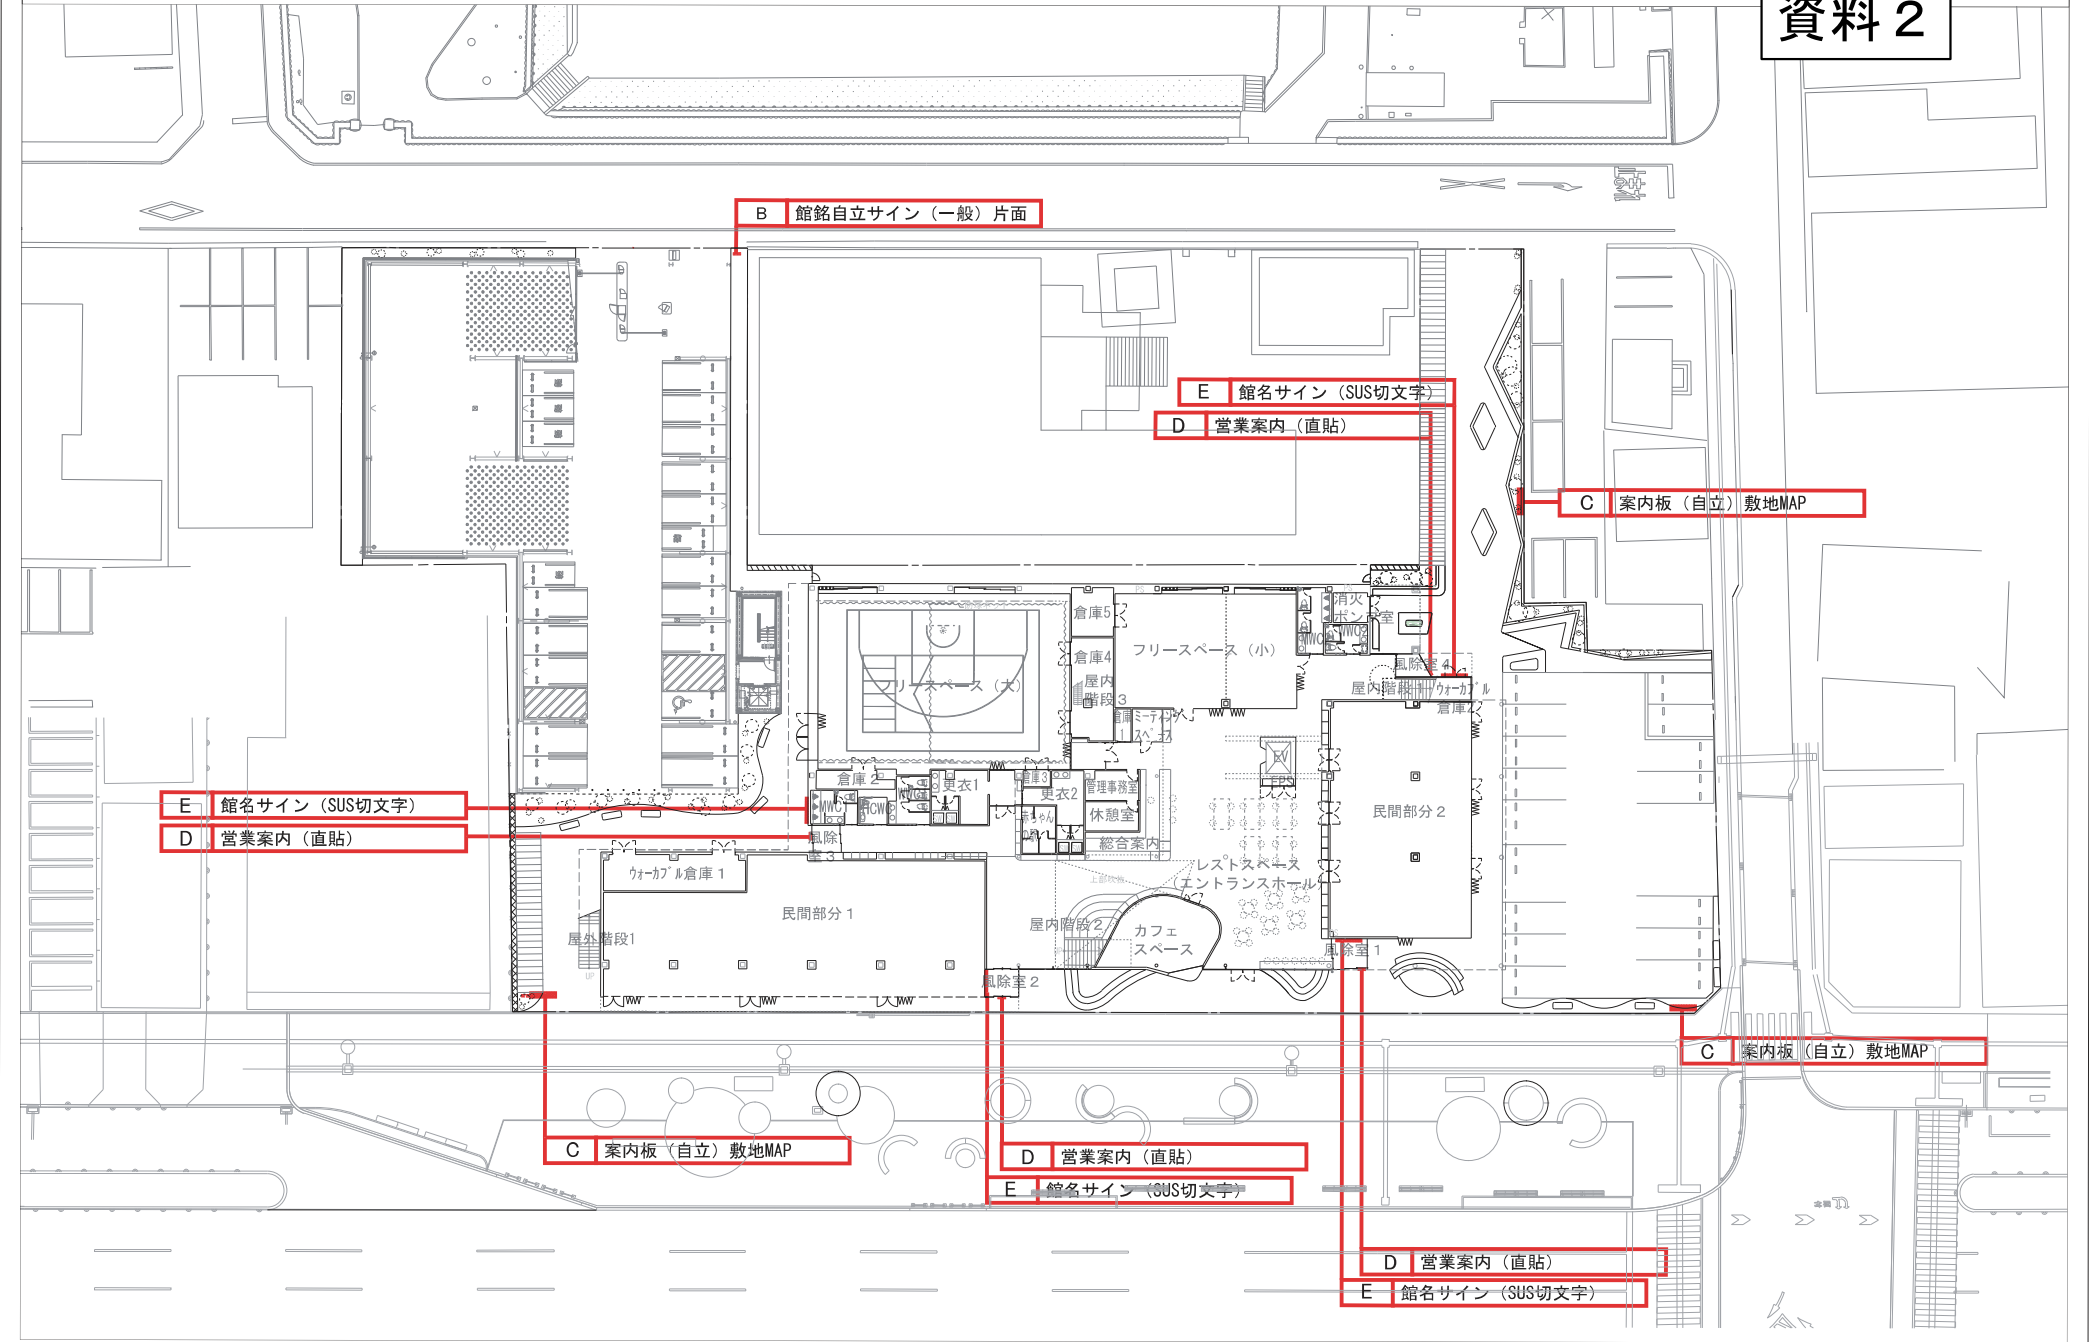 資料2
B 館銘自立サイン（一般）片面
E 館名サイン（SUS切文字）
D 営業案内（直貼）
C 案内板（自立）敷地MAP
倉庫5
消火
ポンプ室
倉庫4
フリースペース（小）
フリースペース（大）
屋内
階段3
風除室4
屋内階段1
ウォーカブル
倉庫2
倉庫
1
ミーティング
スペース
EV
EPS
倉庫2
更衣1
倉庫3
更衣2
管理事務室
休憩室
総合案内
MWC
E 館名サイン（SUS切文字）
D 営業案内（直貼）
風除
室3
民間部分2
レストスペース
（エントランスホール）
ウォーカブル倉庫1
民間部分1
屋外階段1
UP
屋内階段2
カフェ
スペース
風除室1
風除室2
C 案内板（自立）敷地MAP
C 案内板（自立）敷地MAP
D 営業案内（直貼）
E 館名サイン（SUS切文字）
D 営業案内（直貼）
E 館名サイン（SUS切文字）